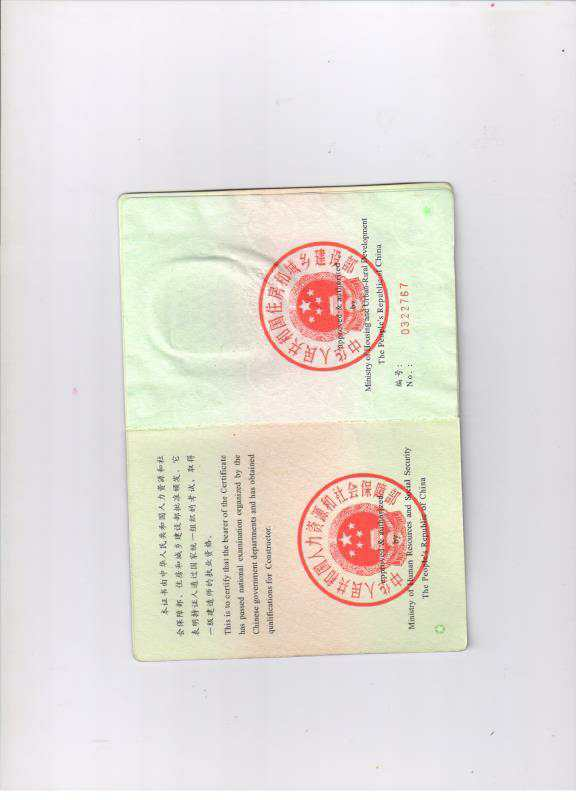 本证书由中华人民共和国人力资源和社
会保障部、住房和城乡建设部批准颁发。它
表明持证人通过国家统一组织的考试，取得
一级建造师的执业资格。
This is to certify that the bearer of the Certificate
has passed national examination organized by the
Chinese government departments and has obtained
qualifications for Constructor.
中华人民共和国人力资源和社会保障部
approved & authorized
by
Ministry of Human Resources and Social Security
The People's Republic of China
中华人民共和国住房和城乡建设部
approved & authorized
by
Ministry of Housing and Urban-Rural Development
The People's Republic of China
编号:
No.: 0322767